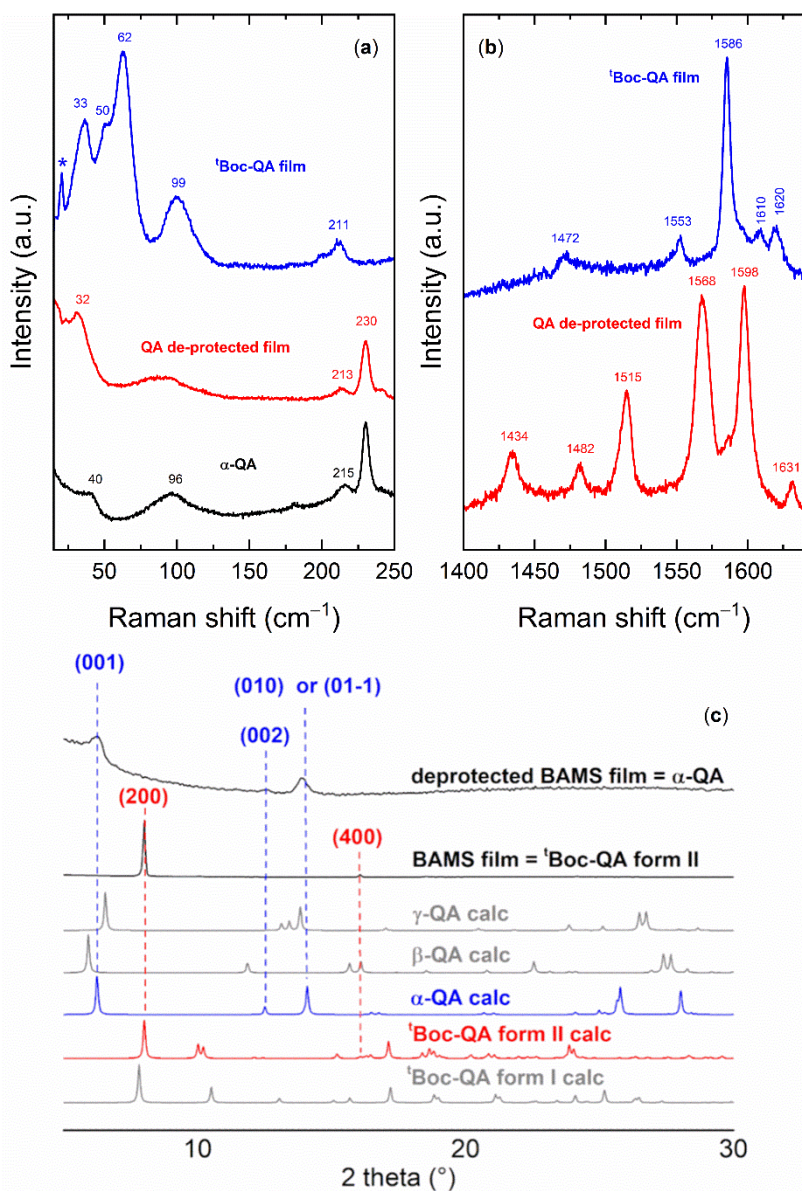 (a)
62
33
50
*
99
ᵗBoc-QA film
211
32
QA de-protected film
230
213
α-QA
40
96
215
50 100 150 200 250
Raman shift (cm⁻¹)
Intensity (a.u.)
(b)
1586
ᵗBoc-QA film
1472
1553
1610
1620
QA de-protected film
1568
1598
1515
1434
1482
1631
1400 1450 1500 1550 1600
Raman shift (cm⁻¹)
Intensity (a.u.)
(c)
(001)
(010) or (01-1)
(002)
deprotected BAMS film = α-QA
(200)
(400)
BAMS film = ᵗBoc-QA form II
γ-QA calc
β-QA calc
α-QA calc
ᵗBoc-QA form II calc
ᵗBoc-QA form I calc
10 20 30
2 theta (°)